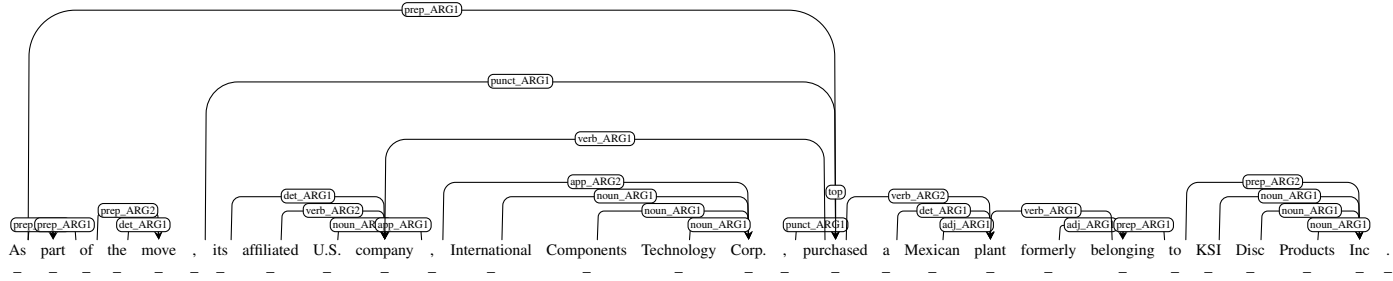 prep_ARG1
punct_ARG1
verb_ARG1
app_ARG2
prep_ARG2
det_ARG1
noun_ARG1
top
verb_ARG2
noun_ARG1
prep_ARG2
verb_ARG2
noun_ARG1
det_ARG1
verb_ARG1
noun_ARG1
prep prep_ARG1
det_ARG1
noun_AR app_ARG1
noun_ARG1
punct_ARG1
adj_ARG1
adj_ARG prep_ARG1
noun_ARG1
As part of the move , its affiliated U.S. company , International Components Technology Corp. , purchased a Mexican plant formerly belonging to KSI Disc Products Inc .
_ _ _ _ _ _ _ _ _ _ _ _ _ _ _ _ _ _ _ _ _ _ _ _ _ _ _ _